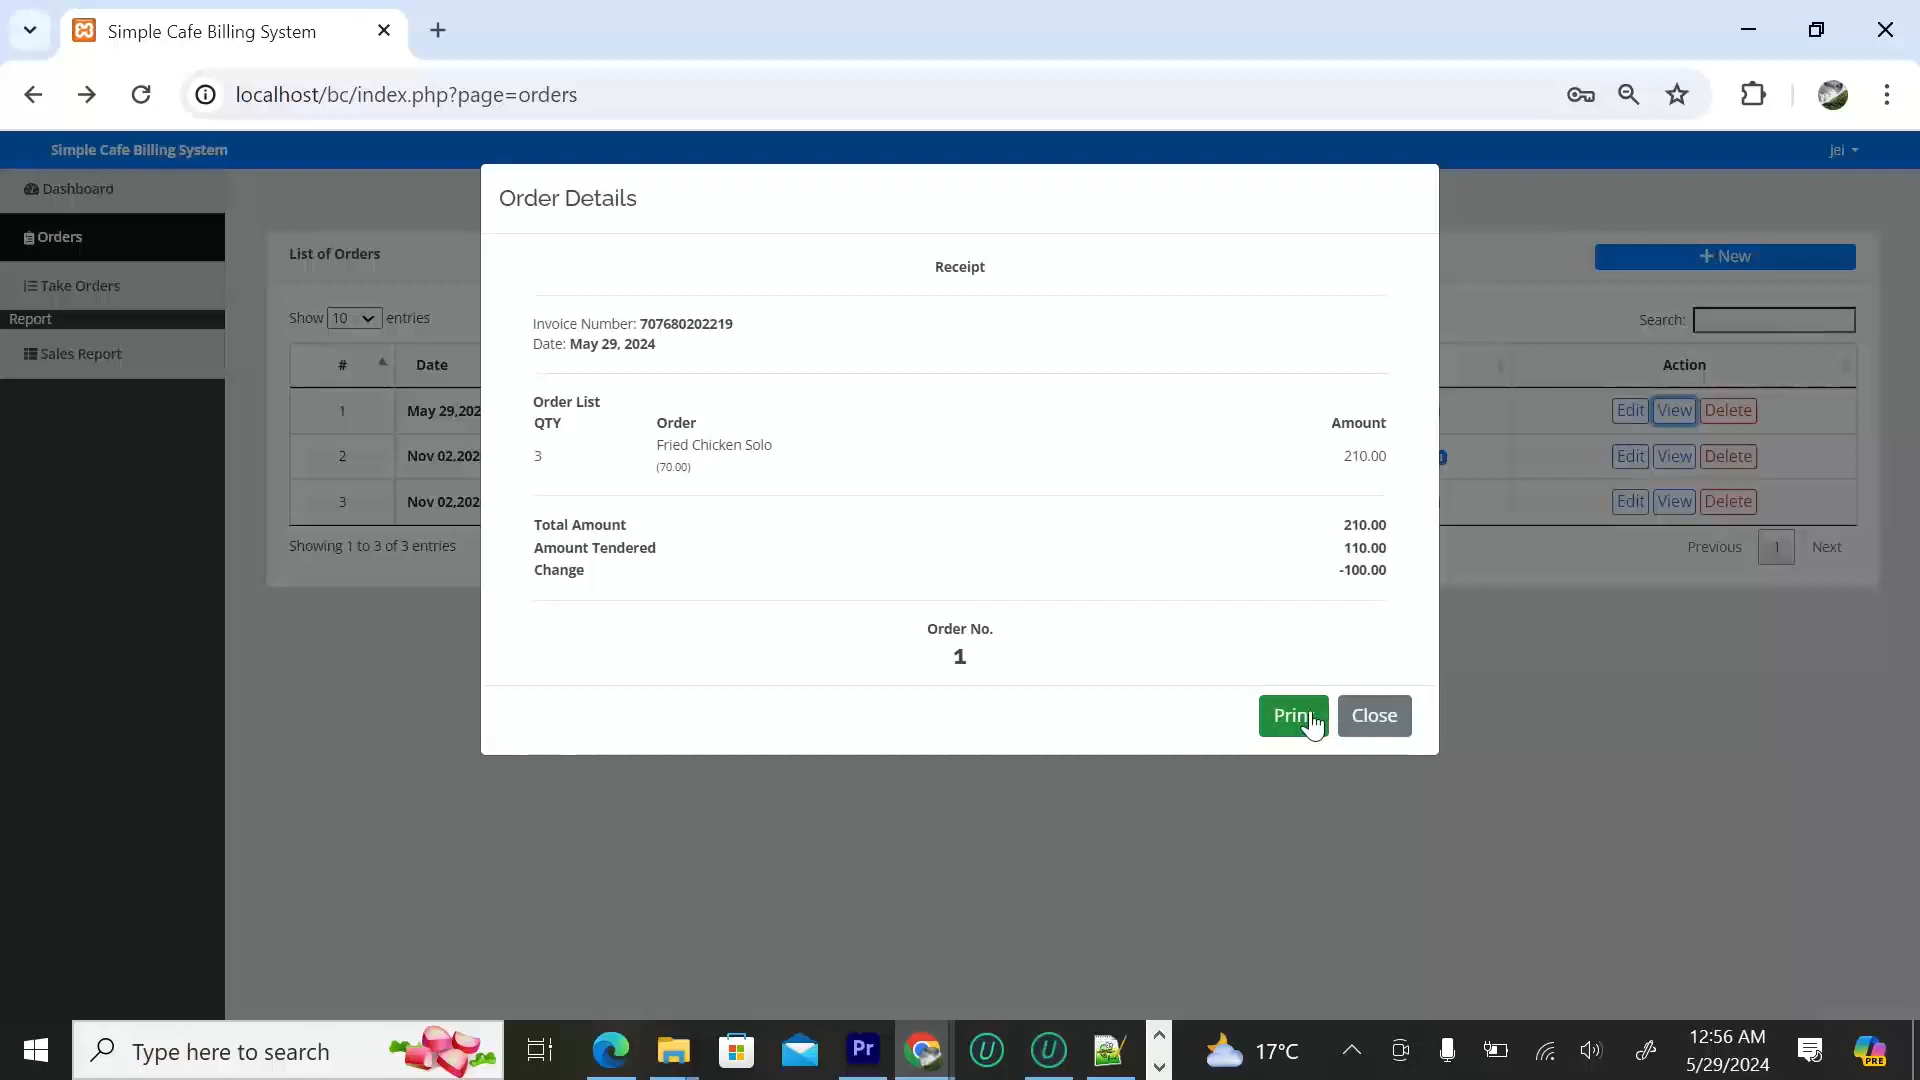 Simple Cafe Billing System
localhost/bc/index.php?page=orders
Simple Cafe Billing System
jei
Dashboard
Orders
Take Orders
Report
Sales Report
List of Orders
New
Show 10 entries
Search:
# Date Action
1 May 29,202 Edit View Delete
2 Nov 02,202 Edit View Delete
3 Nov 02,202 Edit View Delete
Showing 1 to 3 of 3 entries
Previous 1 Next
Order Details
Receipt
Invoice Number: 707680202219
Date: May 29, 2024
Order List
QTY Order Amount
Fried Chicken Solo
3 210.00
(70.00)
Total Amount 210.00
Amount Tendered 110.00
Change -100.00
Order No.
1
Print Close
Type here to search
Pr
17°C
12:56 AM
5/29/2024
PRE